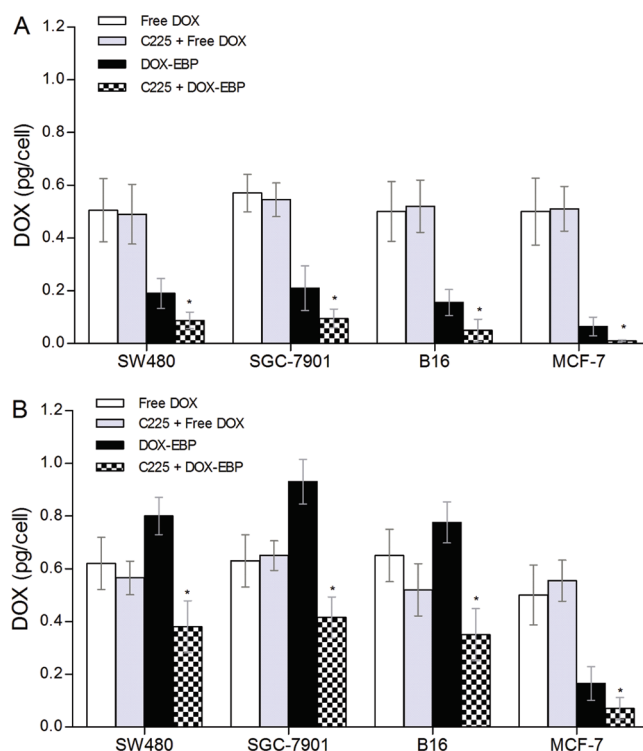 A
Free DOX
C225 + Free DOX
DOX-EBP
C225 + DOX-EBP
DOX (pg/cell)
1.2
1.0
0.8
0.6
0.4
0.2
0.0
* * * *
SW480 SGC-7901 B16 MCF-7
B
Free DOX
C225 + Free DOX
DOX-EBP
C225 + DOX-EBP
DOX (pg/cell)
1.2
1.0
0.8
0.6
0.4
0.2
0.0
* * * *
SW480 SGC-7901 B16 MCF-7